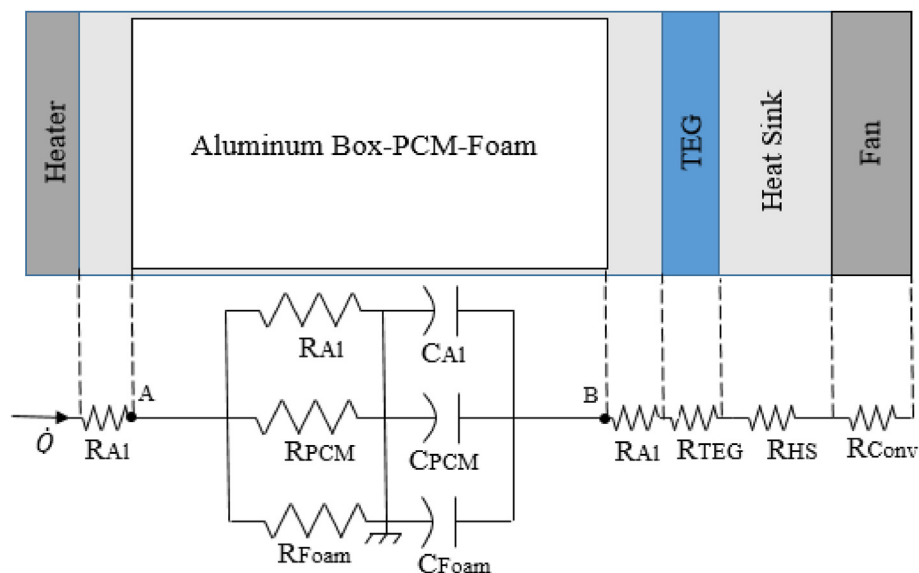 Heater
Aluminum Box-PCM-Foam
TEG
Heat Sink
Fan
RAl
CAl
A
B
Q̇
RAl
RPCM
CPCM
RAl
RTEG
RHS
RConv
RFoam
CFoam